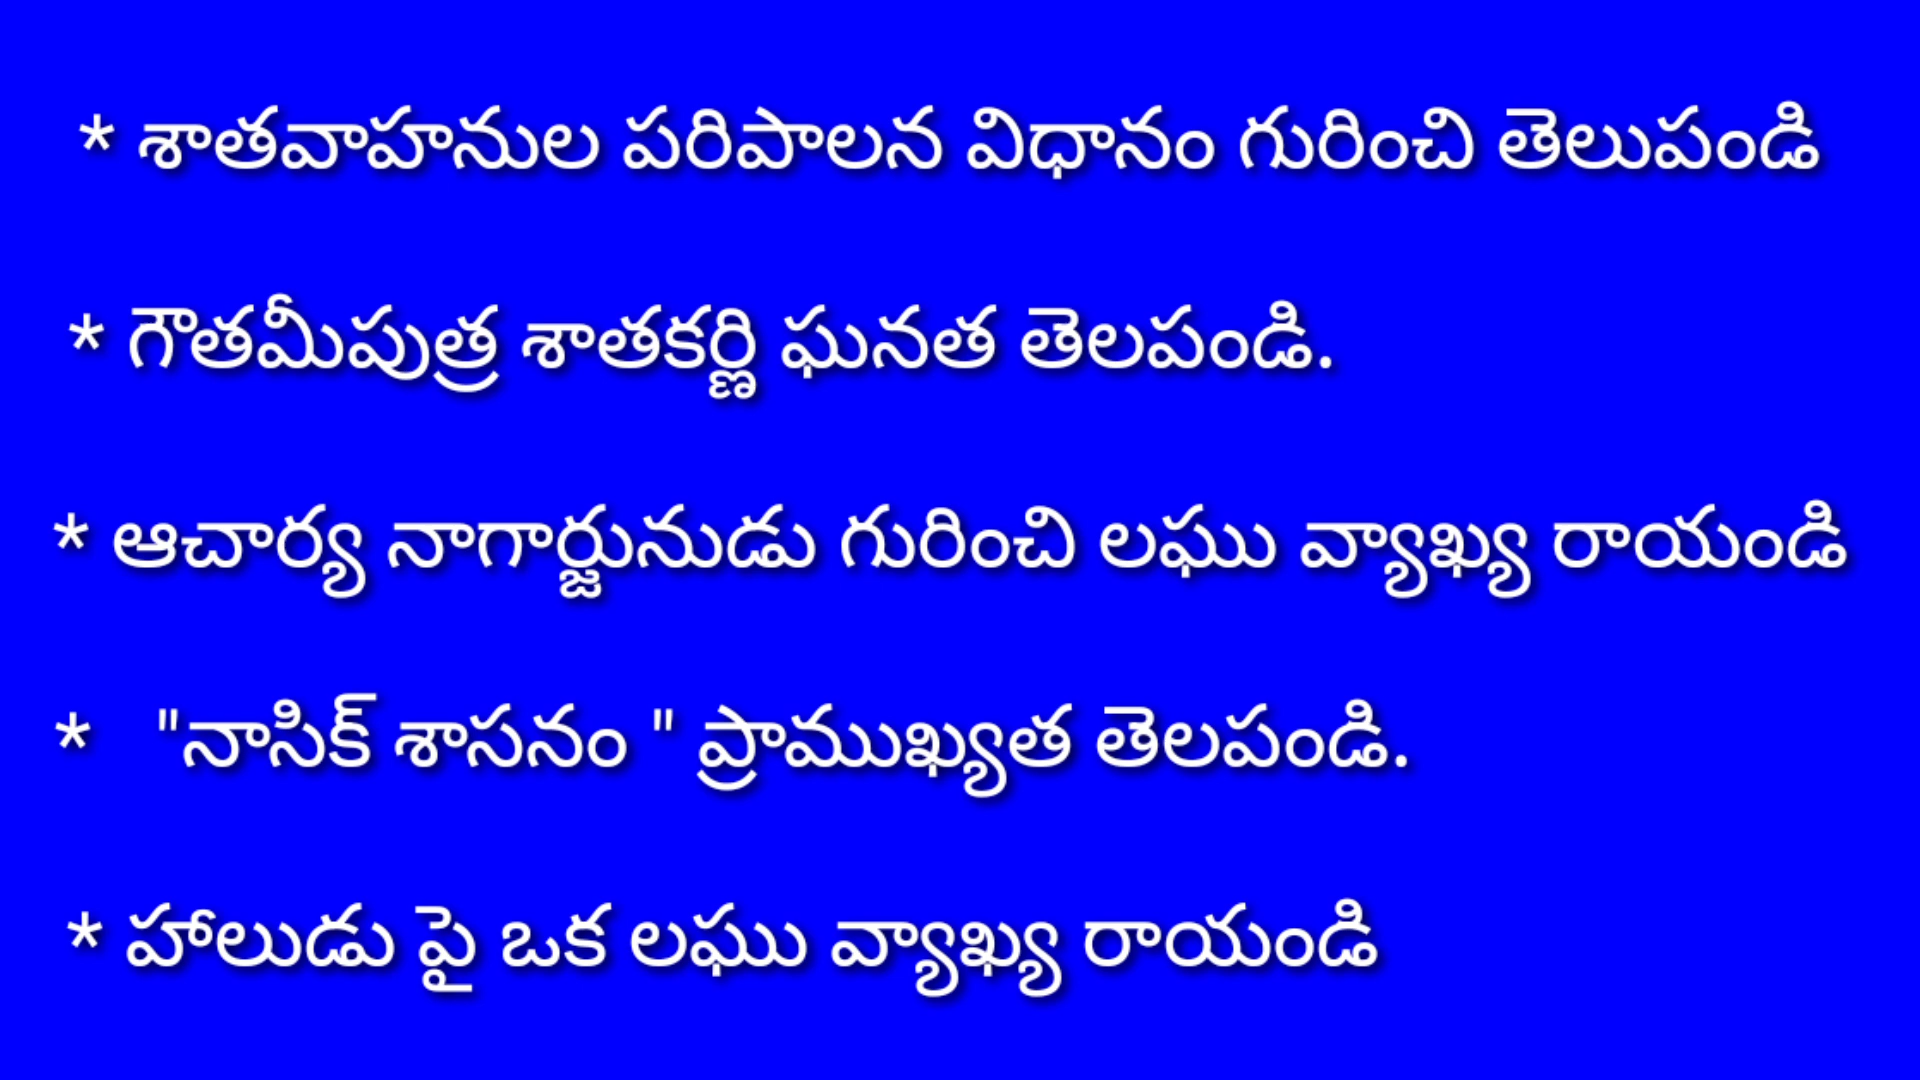 * శాతవాహనుల పరిపాలన విధానం గురించి తెలుపండి
* గౌతమీపుత్ర శాతకర్ణి ఘనత తెలపండి.
* ఆచార్య నాగార్జునుడు గురించి లఘు వ్యాఖ్య రాయండి
* "నాసిక్ శాసనం " ప్రాముఖ్యత తెలపండి.
* హాలుడు పై ఒక లఘు వ్యాఖ్య రాయండి